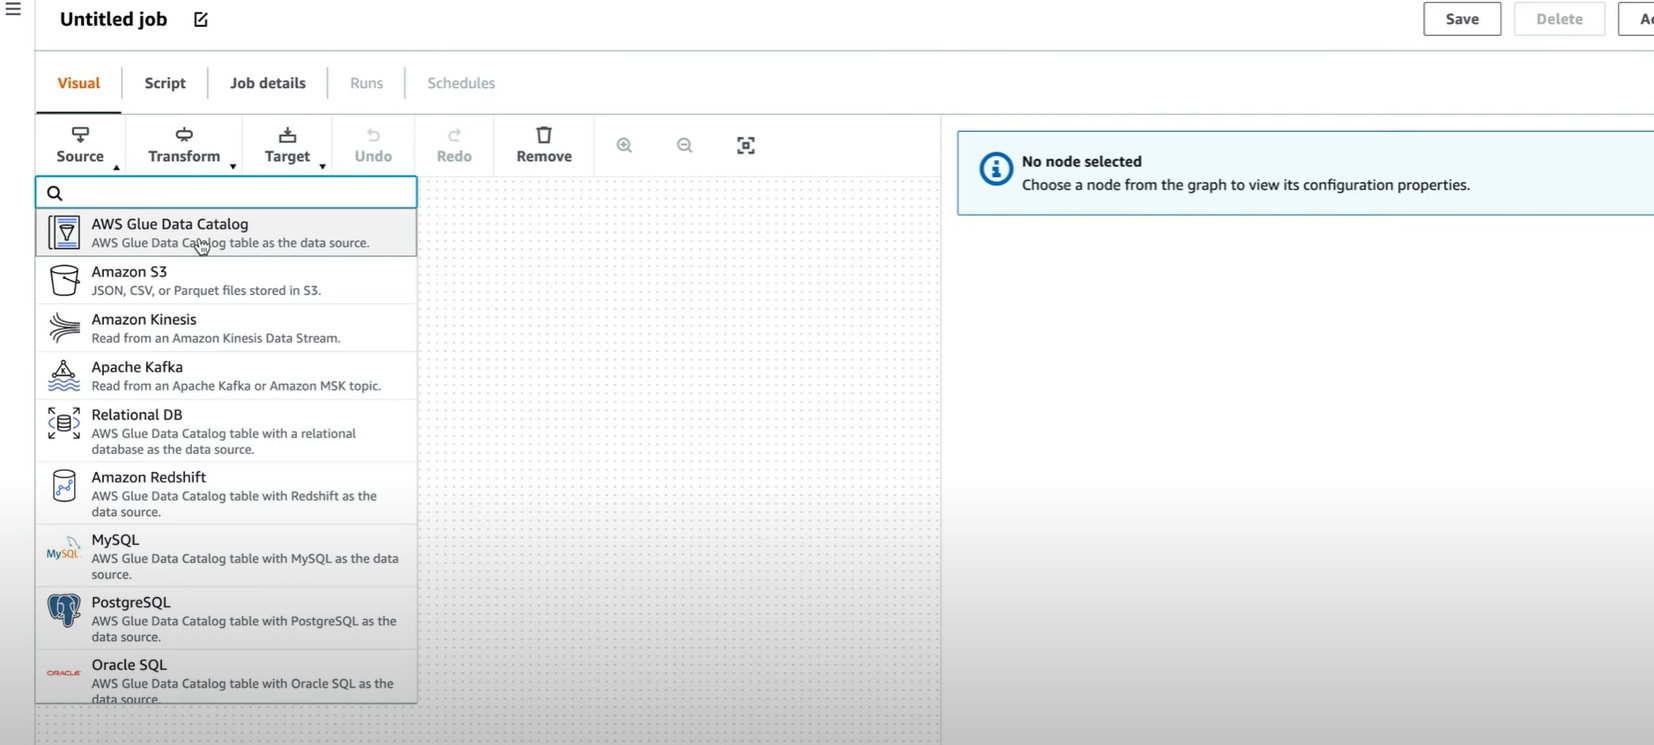 Untitled job
Save
Delete
Visual
Script
Job details
Runs
Schedules
Source
Transform
Target
Undo
Redo
Remove
No node selected
Choose a node from the graph to view its configuration properties.
AWS Glue Data Catalog
AWS Glue Data Catalog table as the data source.
Amazon S3
JSON, CSV, or Parquet files stored in S3.
Amazon Kinesis
Read from an Amazon Kinesis Data Stream.
Apache Kafka
Read from an Apache Kafka or Amazon MSK topic.
Relational DB
AWS Glue Data Catalog table with a relational
database as the data source.
Amazon Redshift
AWS Glue Data Catalog table with Redshift as the
data source.
MySQL
MySQL
AWS Glue Data Catalog table with MySQL as the data
source.
PostgreSQL
AWS Glue Data Catalog table with PostgreSQL as the
data source.
ORACLE
Oracle SQL
AWS Glue Data Catalog table with Oracle SQL as the
data source.